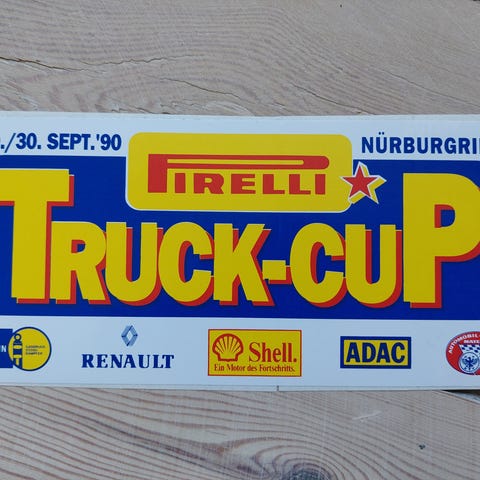 ./30. SEPT.'90
NÜRBURGRI
PIRELLI
TRUCK-CUP
RENAULT
Shell.
Ein Motor des Fortschritts.
ADAC